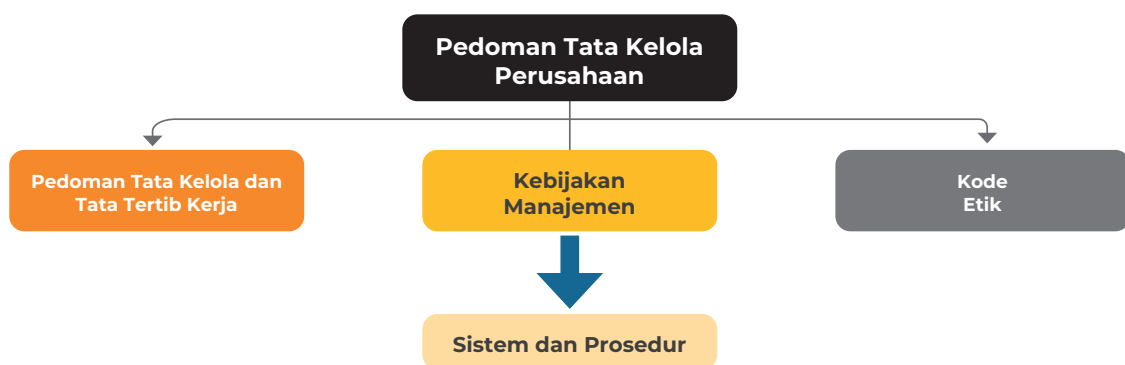 Pedoman Tata Kelola
Perusahaan
Pedoman Tata Kelola dan
Tata Tertib Kerja
Kebijakan
Manajemen
Kode
Etik
Sistem dan Prosedur